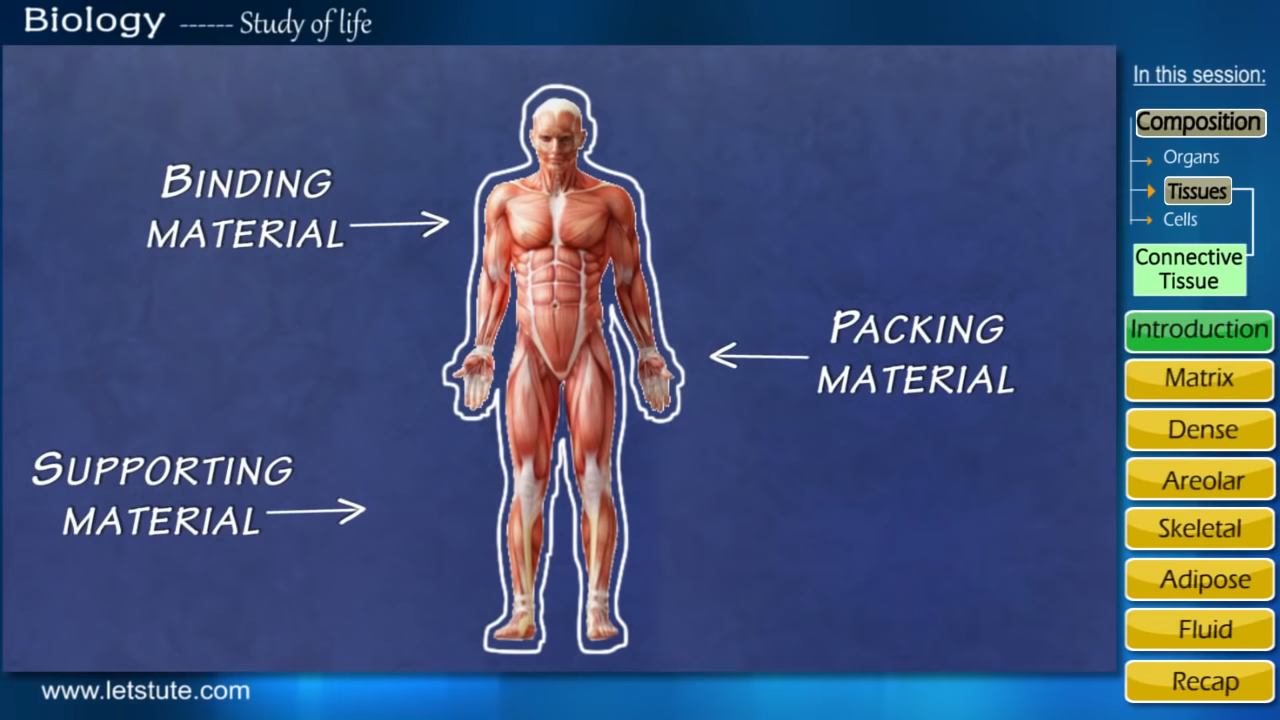 Biology ------ Study of life
BINDING
MATERIAL
PACKING
MATERIAL
SUPPORTING
MATERIAL
www.letstute.com
In this session:
Composition
Organs
Tissues
Cells
Connective
Tissue
Introduction
Matrix
Dense
Areolar
Skeletal
Adipose
Fluid
Recap